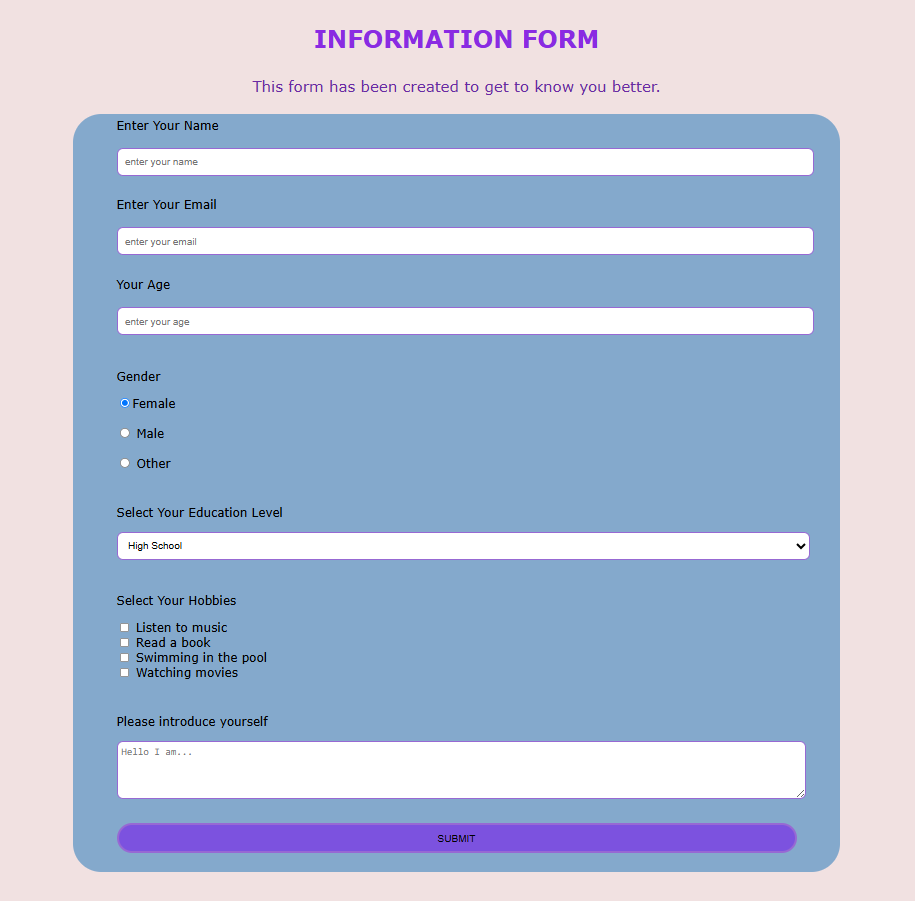 INFORMATION FORM
This form has been created to get to know you better.
Enter Your Name
enter your name
Enter Your Email
enter your email
Your Age
enter your age
Gender
Female
Male
Other
Select Your Education Level
High School
Select Your Hobbies
Listen to music
Read a book
Swimming in the pool
Watching movies
Please introduce yourself
Hello I am...
SUBMIT